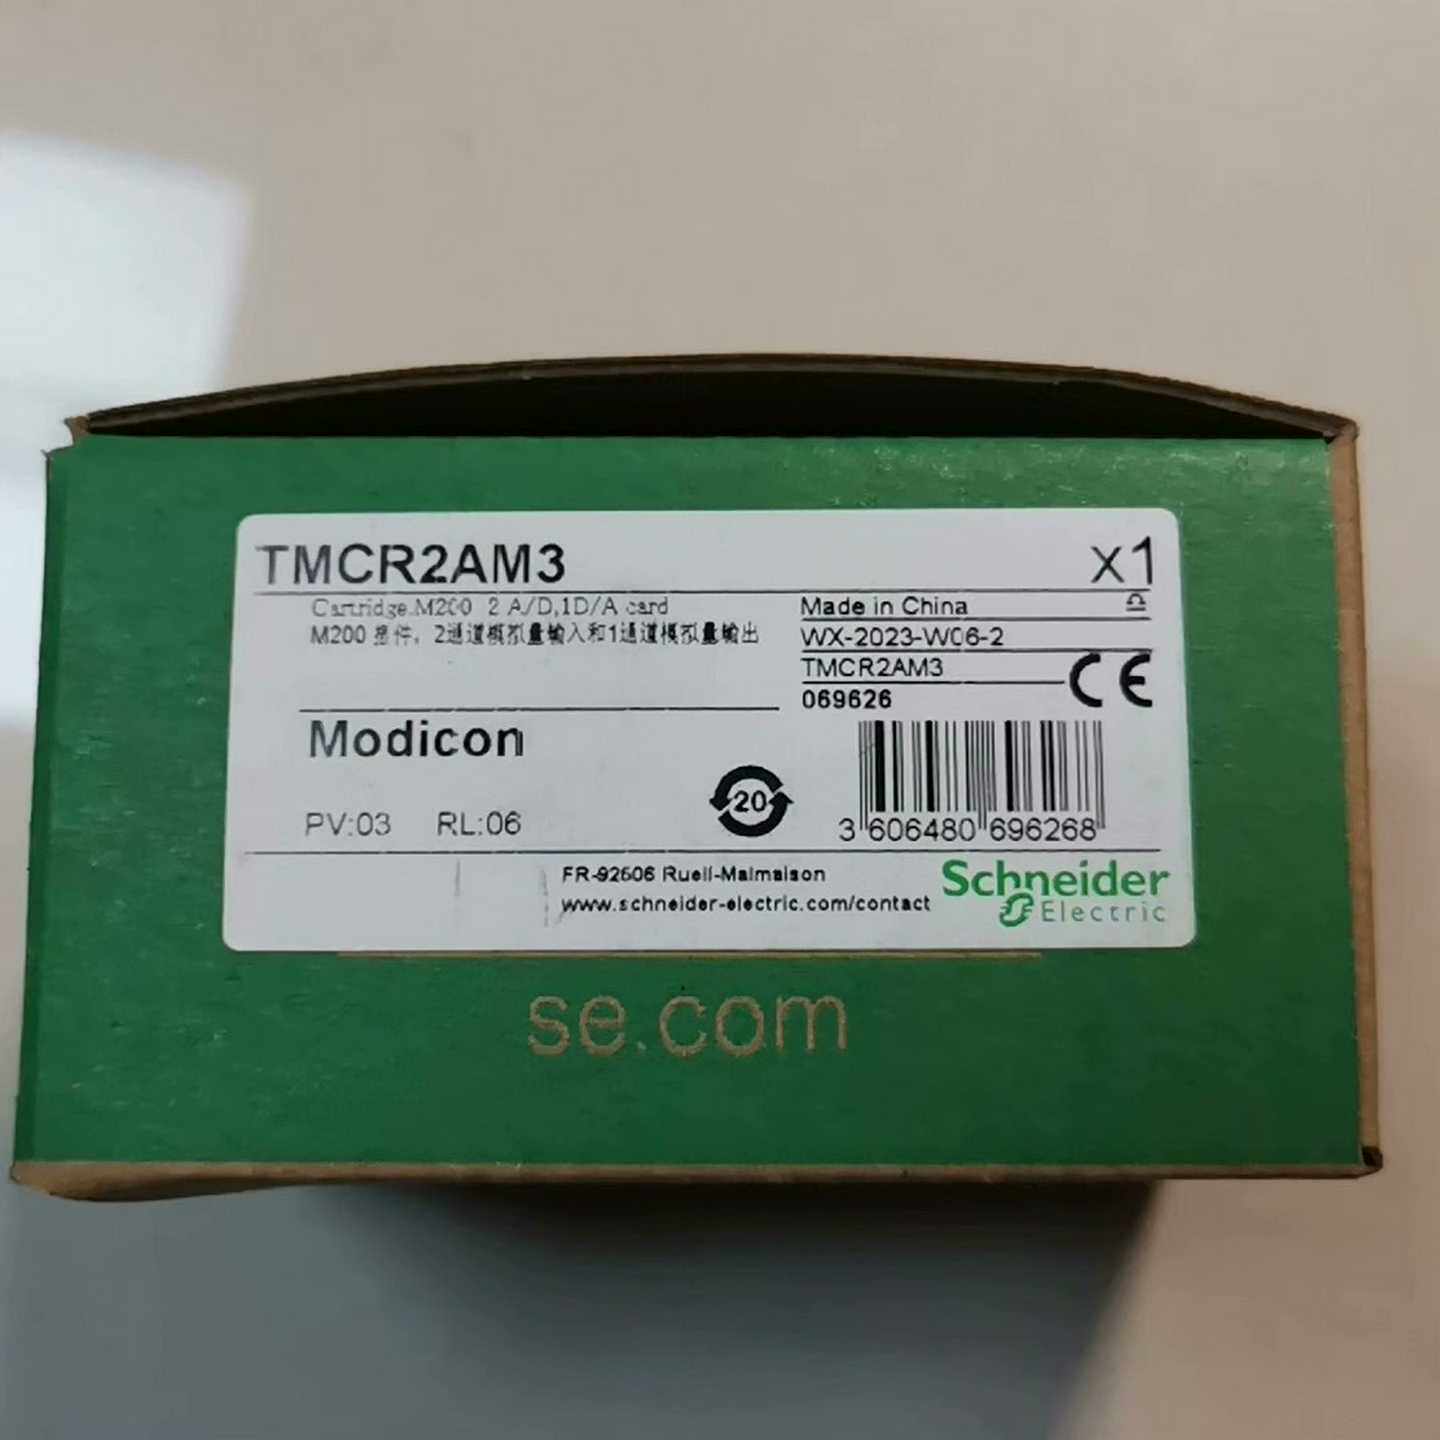 TMCR2AM3
X1
Cartridge.M200 2 A/D,1D/A card
M200 插件，2通道模拟量输入和1通道模拟量输出
Made in China
WX-2023-W06-2
TMCR2AM3
069626
CE
Modicon
20
3 606480 696268
PV:03 RL:06
FR-92506 Rueil-Malmaison
www.schneider-electric.com/contact
Schneider
Electric
se.com